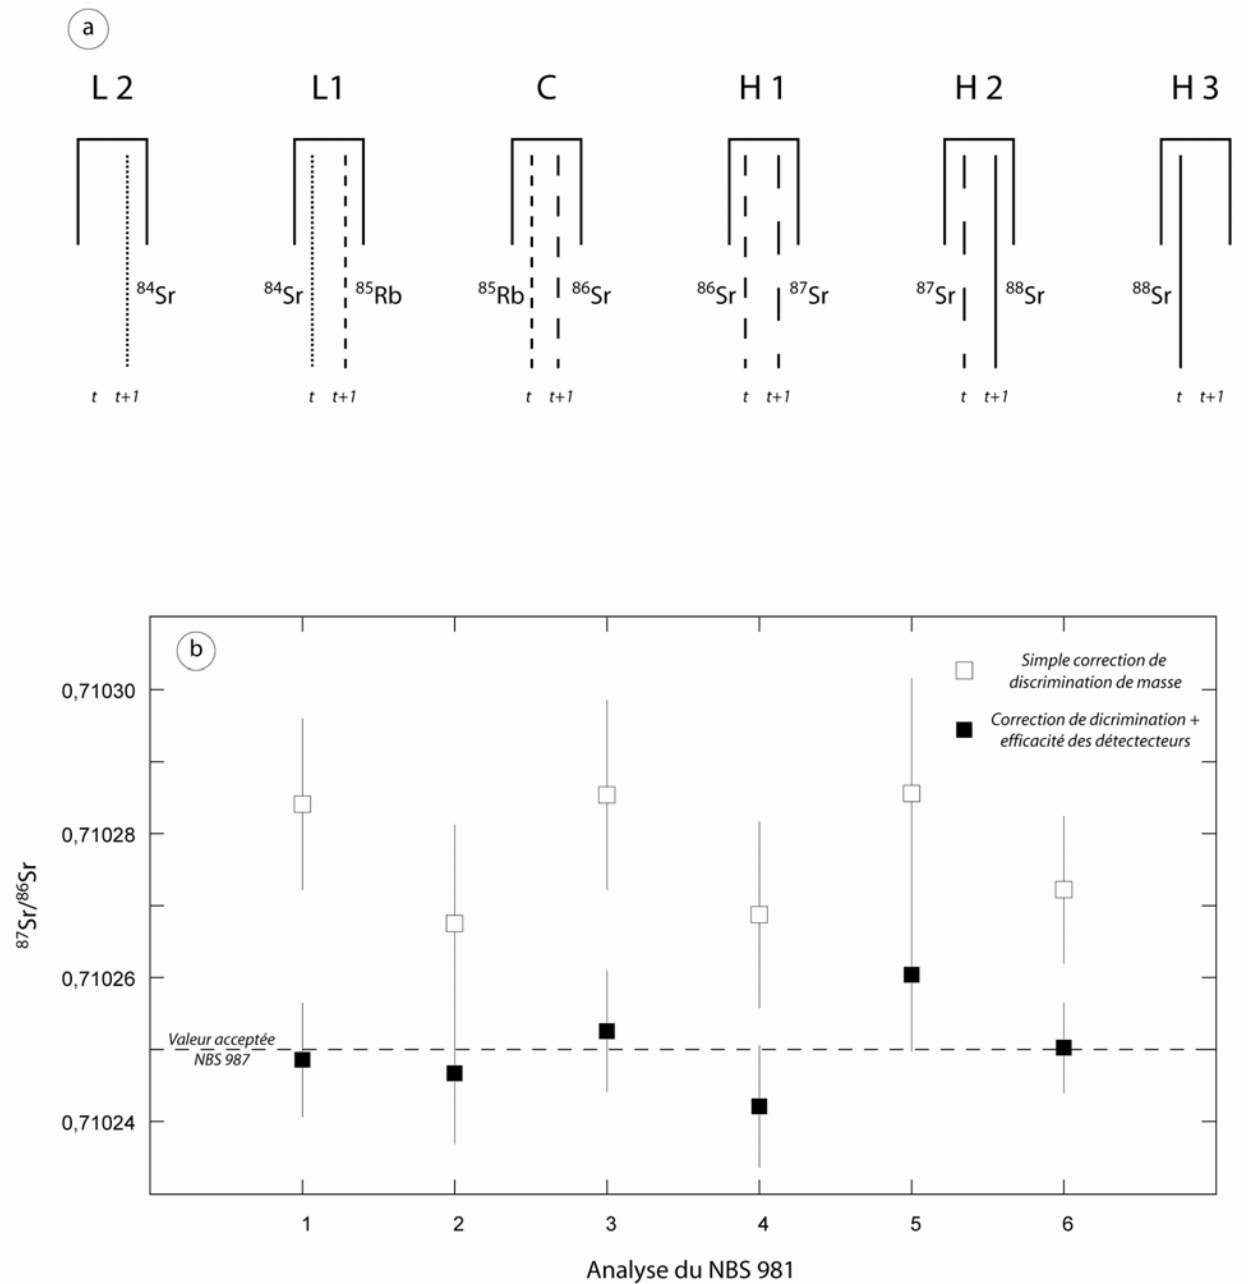 a
L 2 L1 C H 1 H 2 H 3
⁸⁴Sr ⁸⁴Sr ⁸⁵Rb ⁸⁵Rb ⁸⁶Sr ⁸⁶Sr ⁸⁷Sr ⁸⁷Sr ⁸⁸Sr ⁸⁸Sr
t t+1 t t+1 t t+1 t t+1 t t+1 t t+1
b
Simple correction de
discrimination de masse
Correction de dicrimination +
efficacité des détectecteurs
0,71030
0,71028
0,71026
0,71024
⁸⁷Sr/⁸⁶Sr
Valeur acceptée
NBS 987
1 2 3 4 5 6
Analyse du NBS 981